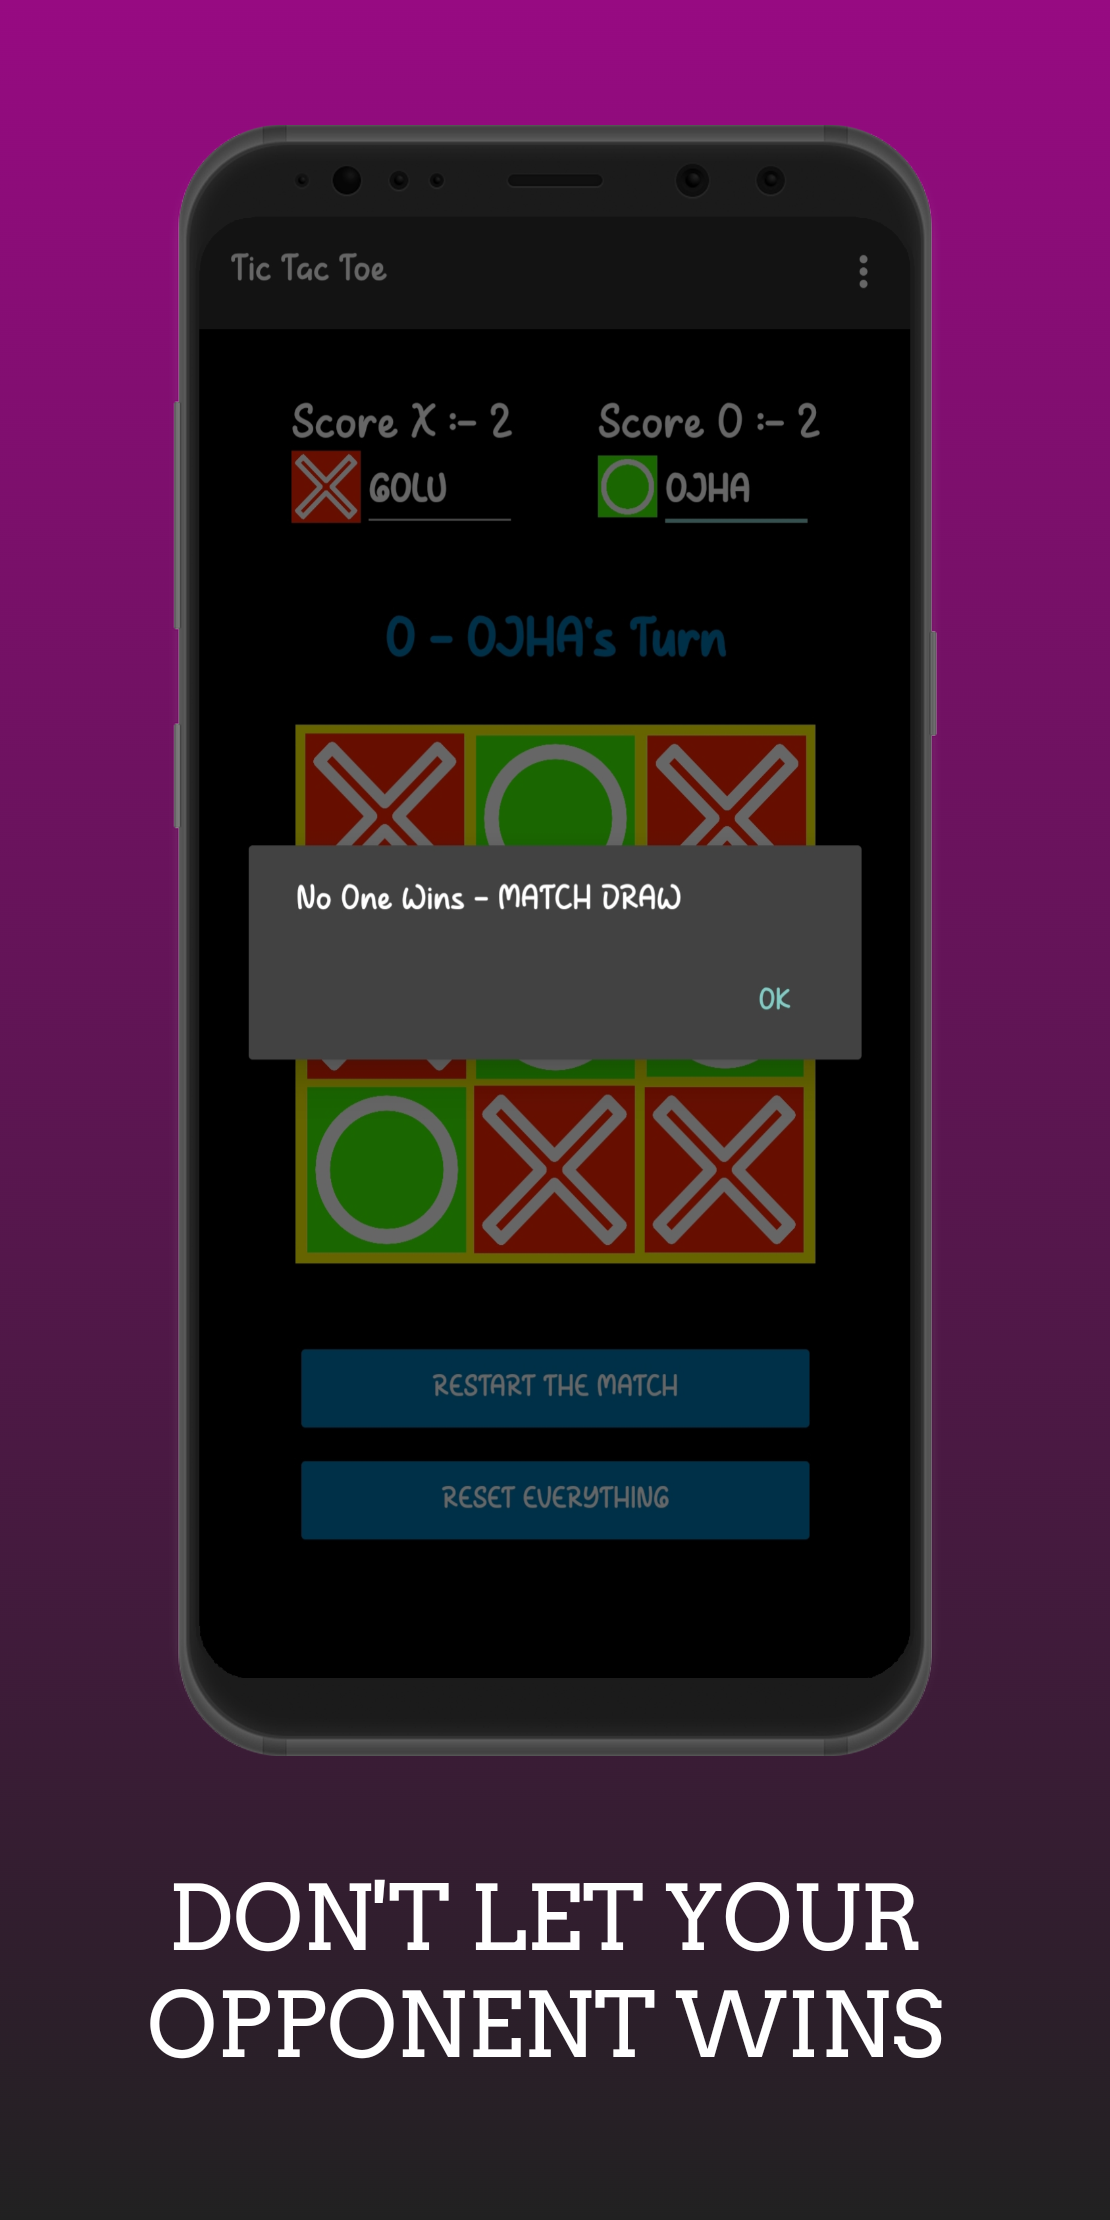 Tic Tac Toe
Score X :- 2 Score O :- 2
GOLU OJHA
O - OJHA's Turn
No One Wins - MATCH DRAW
OK
RESTART THE MATCH
RESET EVERYTHING
DON'T LET YOUR
OPPONENT WINS